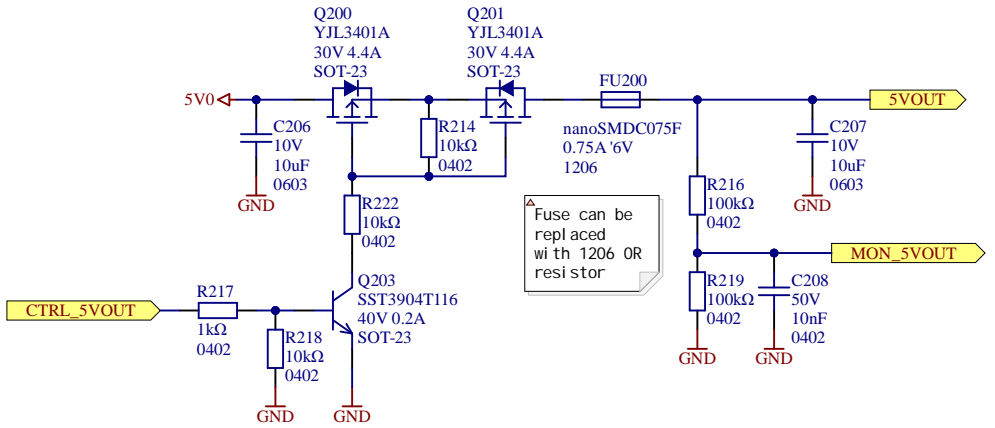 Q200
YJL3401A
30V 4.4A
SOT-23
Q201
YJL3401A
30V 4.4A
SOT-23
5V0
C206
10V
10uF
0603
GND
R214
10kΩ
0402
FU200
nanoSMDC075F
0.75A '6V
1206
5VOUT
C207
10V
10uF
0603
GND
R222
10kΩ
0402
Fuse can be
replaced
with 1206 0R
resistor
R216
100kΩ
0402
MON_5VOUT
R219
100kΩ
0402
GND
C208
50V
10nF
0402
GND
CTRL_5VOUT
R217
1kΩ
0402
R218
10kΩ
0402
GND
Q203
SST3904T116
40V 0.2A
SOT-23
GND